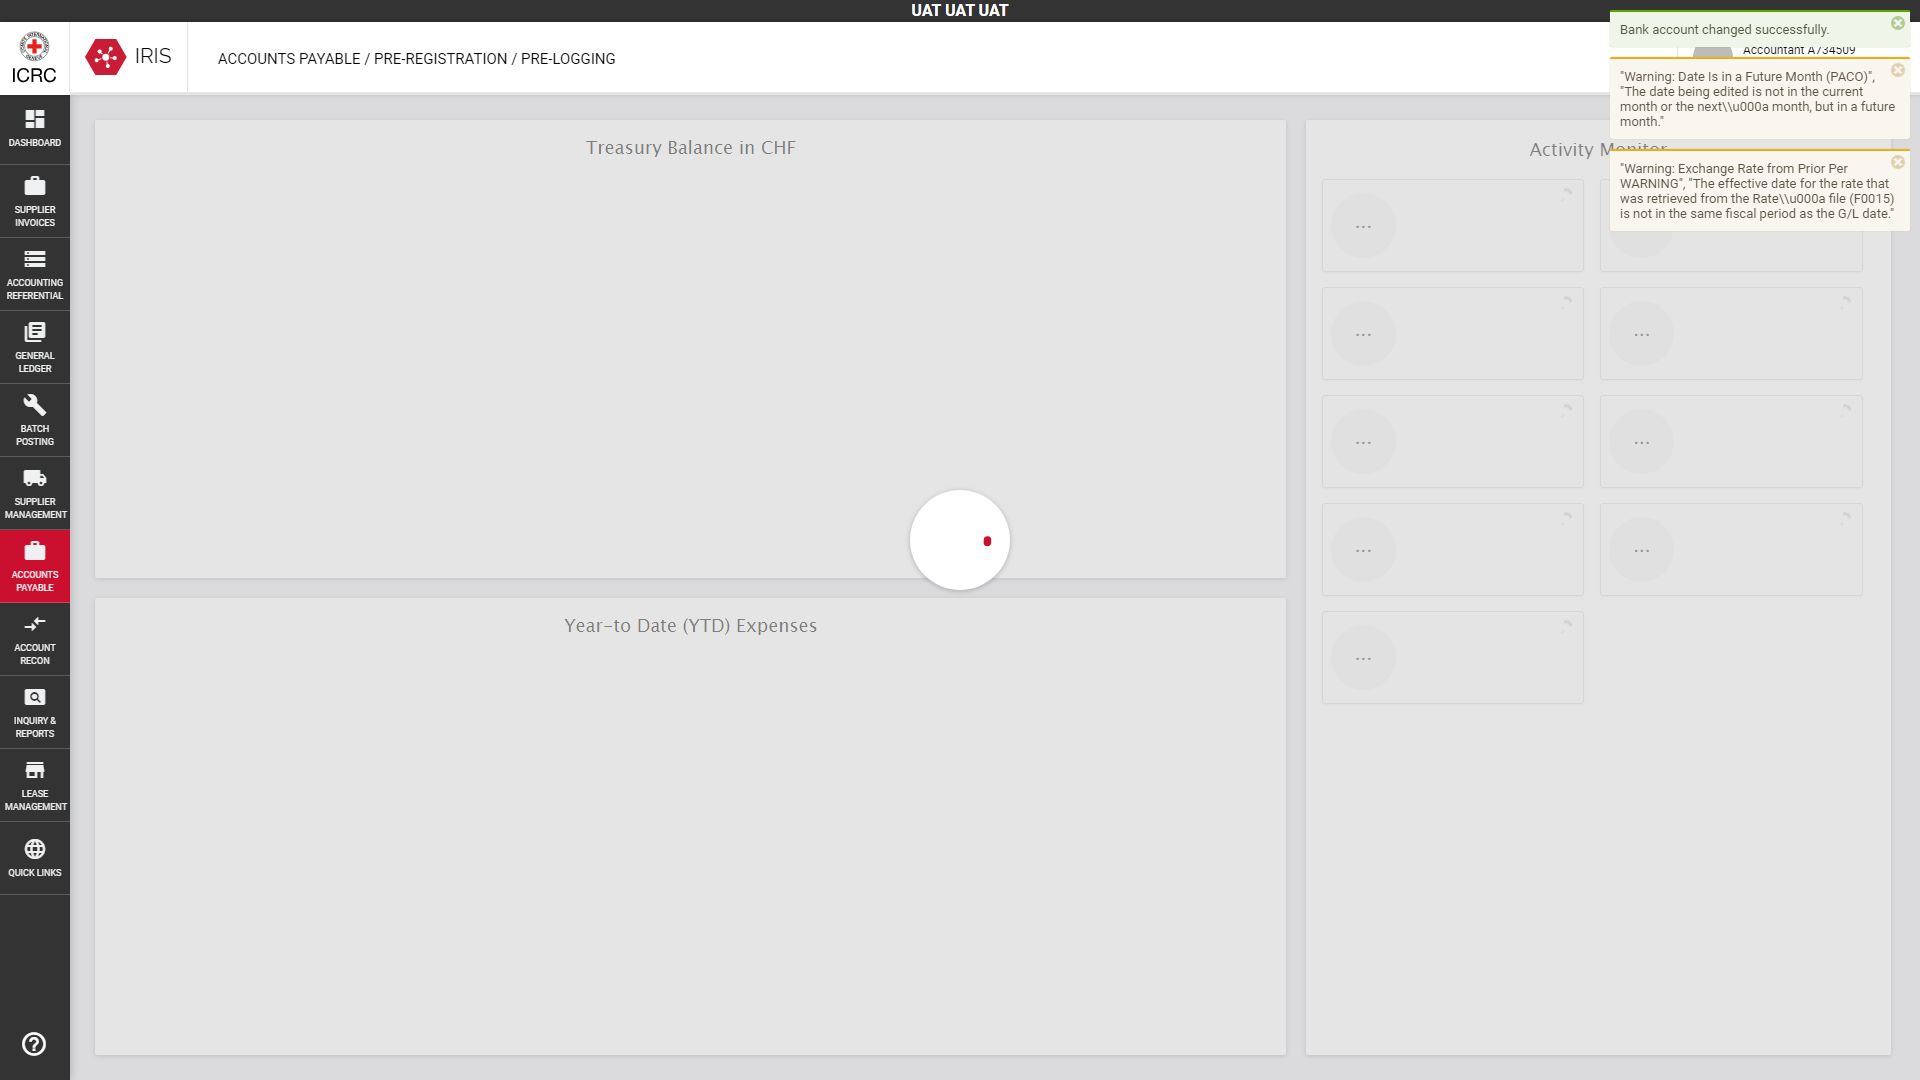 UAT UAT UAT
ICRC
IRIS
ACCOUNTS PAYABLE / PRE-REGISTRATION / PRE-LOGGING
Accountant A734509
Bank account changed successfully.
"Warning: Date Is in a Future Month (PACO)",
"The date being edited is not in the current
month or the next\\u000a month, but in a future
month."
"Warning: Exchange Rate from Prior Per
WARNING", "The effective date for the rate that
was retrieved from the Rate\\u000a file (F0015)
is not in the same fiscal period as the G/L date."
DASHBOARD
SUPPLIER
INVOICES
ACCOUNTING
REFERENTIAL
GENERAL
LEDGER
BATCH
POSTING
SUPPLIER
MANAGEMENT
ACCOUNTS
PAYABLE
ACCOUNT
RECON
INQUIRY &
REPORTS
LEASE
MANAGEMENT
QUICK LINKS
Treasury Balance in CHF
Year-to Date (YTD) Expenses
Activity Monitor
...
...
...
...
...
...
...
...